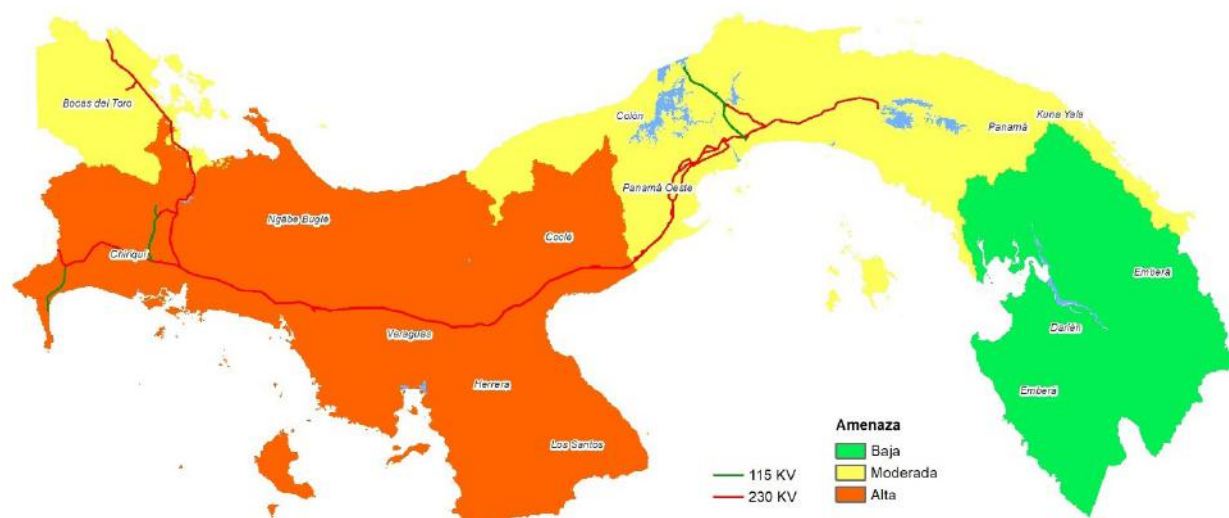 Bocas del Toro
Colón
Kuna Yala
Panamá
Panamá Oeste
Ngäbe Buglé
Coclé
Chiriquí
Emberá
Darién
Veraguas
Herrera
Emberá
Los Santos
Amenaza
Baja
Moderada
Alta
115 KV
230 KV